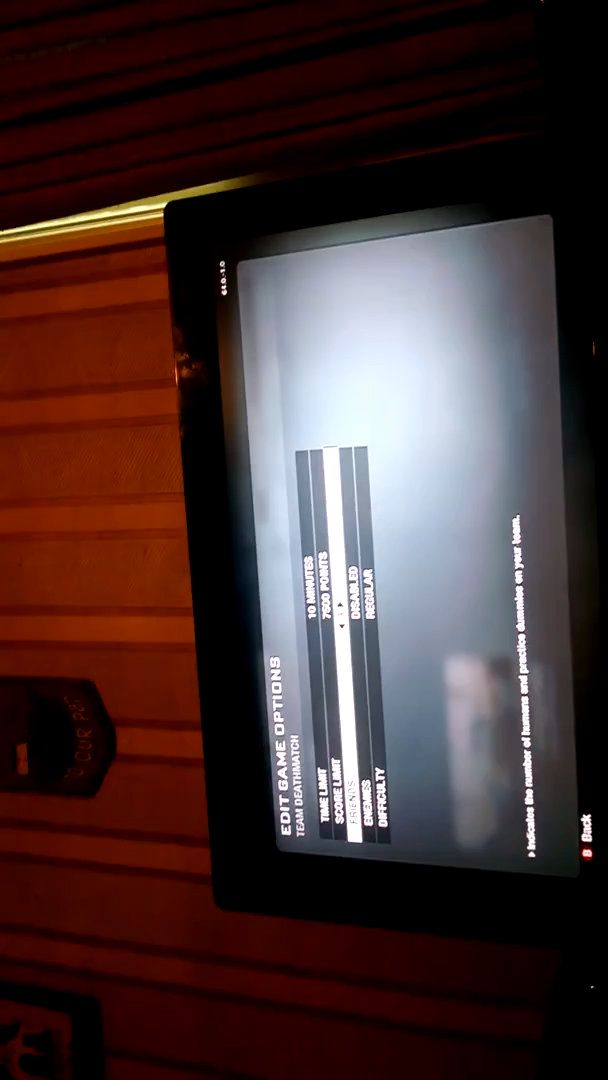 EDIT GAME OPTIONS
TEAM DEATHMATCH
TIME LIMIT 10 MINUTES
SCORE LIMIT 7500 POINTS
FRIENDS
ENEMIES DISABLED
DIFFICULTY REGULAR
Indicates the number of humans and practice dummies on your team.
B Back
OUR